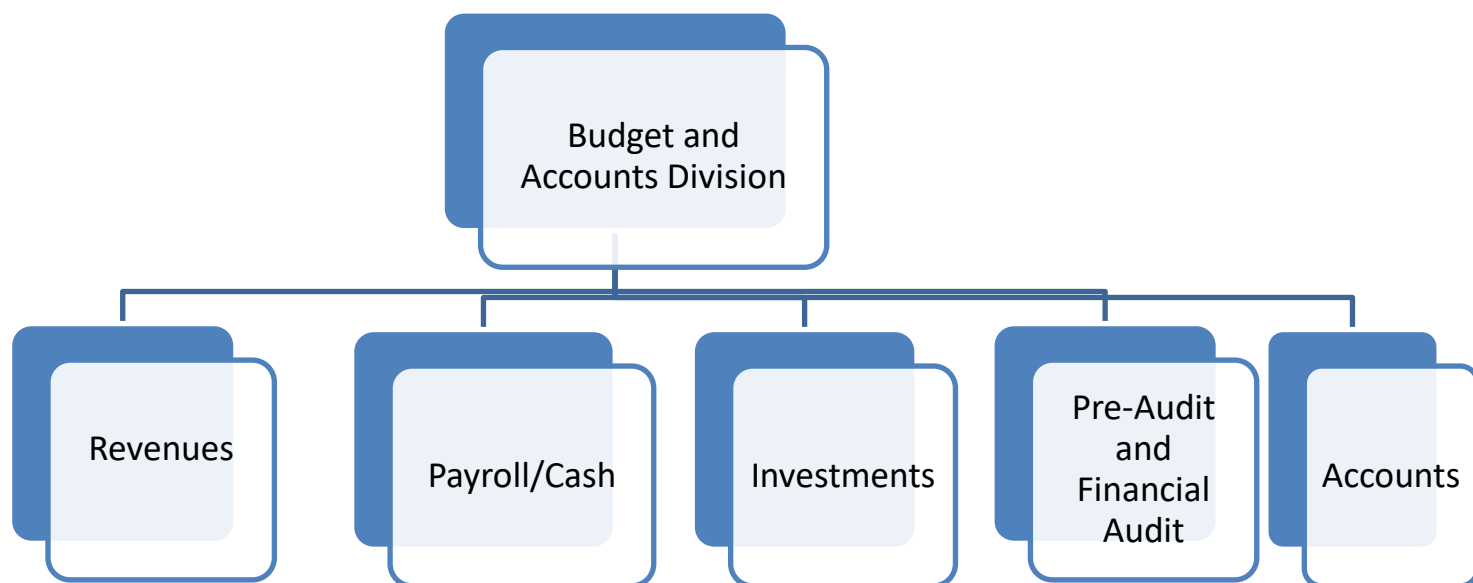 Budget and
Accounts Division
Revenues
Payroll/Cash
Investments
Pre-Audit
and
Financial
Audit
Accounts